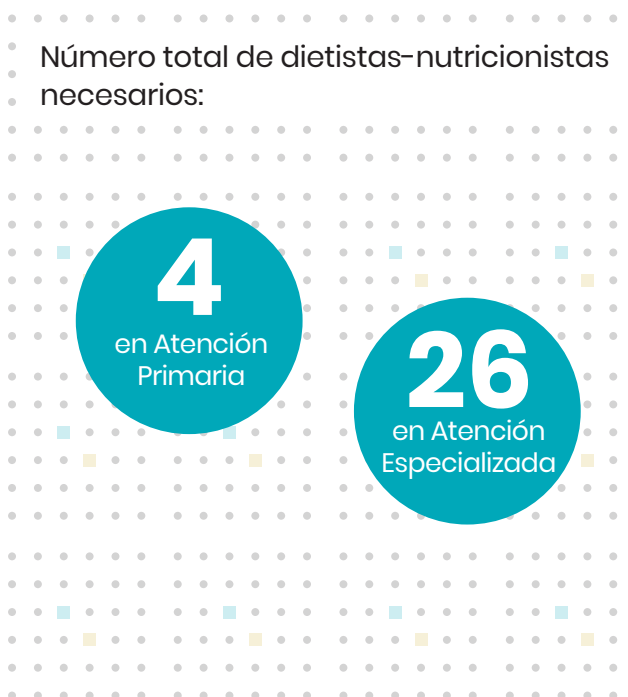 Número total de dietistas-nutricionistas
necesarios:
4
en Atención
Primaria
26
en Atención
Especializada